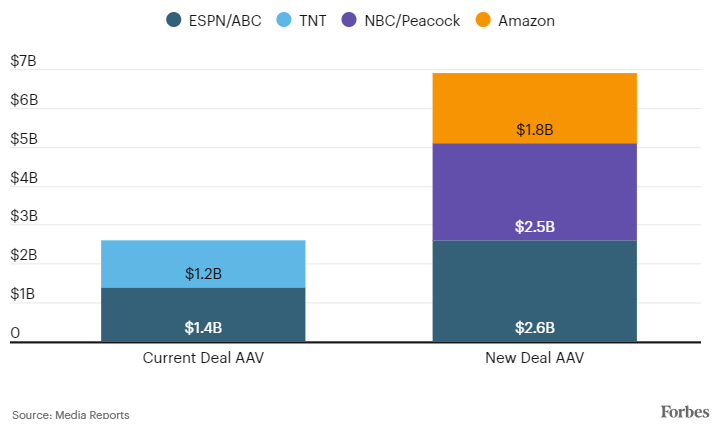 ESPN/ABC TNT NBC/Peacock Amazon
$7B
$6B
$5B
$4B
$3B
$2B
$1B
0
$1.2B
$1.4B
$1.8B
$2.5B
$2.6B
Current Deal AAV New Deal AAV
Source: Media Reports
Forbes